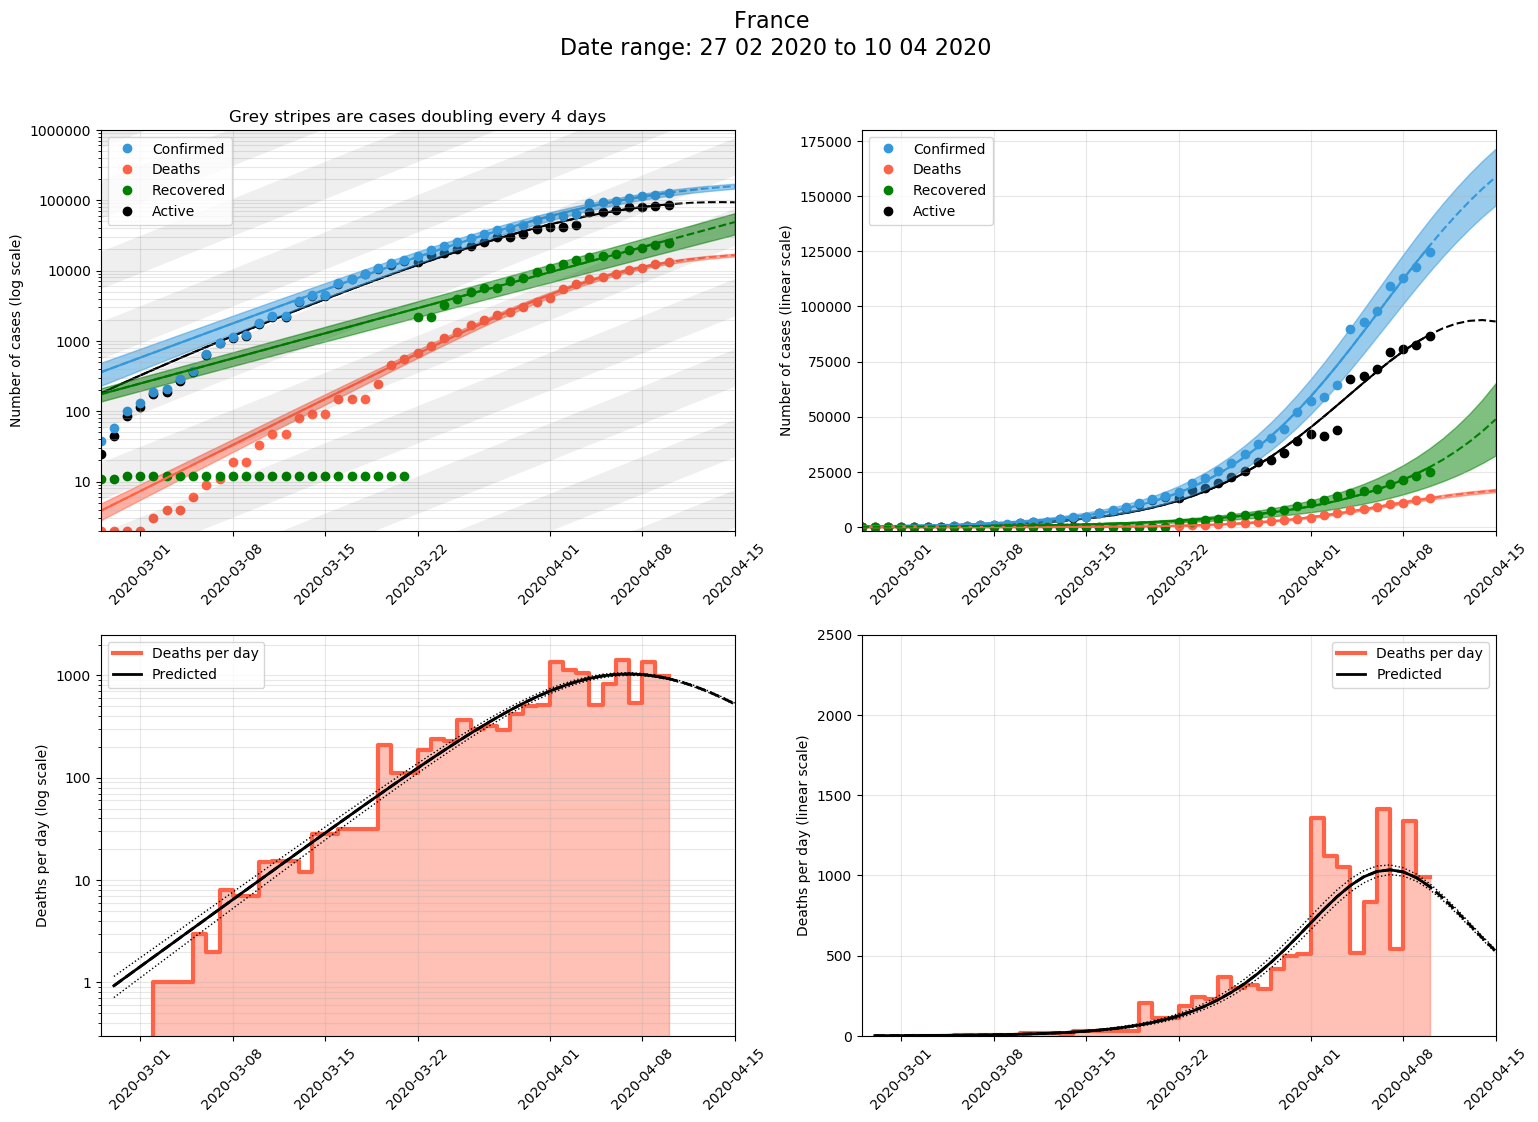 France
Date range: 27 02 2020 to 10 04 2020
Grey stripes are cases doubling every 4 days
Number of cases (log scale)
1000000
100000
10000
1000
100
10
Confirmed
Deaths
Recovered
Active
2020-03-01
2020-03-08
2020-03-15
2020-03-22
2020-04-01
2020-04-08
2020-04-15
Number of cases (linear scale)
175000
150000
125000
100000
75000
50000
25000
0
Confirmed
Deaths
Recovered
Active
2020-03-01
2020-03-08
2020-03-15
2020-03-22
2020-04-01
2020-04-08
2020-04-15
Deaths per day (log scale)
1000
100
10
1
Deaths per day
Predicted
2020-03-01
2020-03-08
2020-03-15
2020-03-22
2020-04-01
2020-04-08
2020-04-15
Deaths per day (linear scale)
2500
2000
1500
1000
500
0
Deaths per day
Predicted
2020-03-01
2020-03-08
2020-03-15
2020-03-22
2020-04-01
2020-04-08
2020-04-15